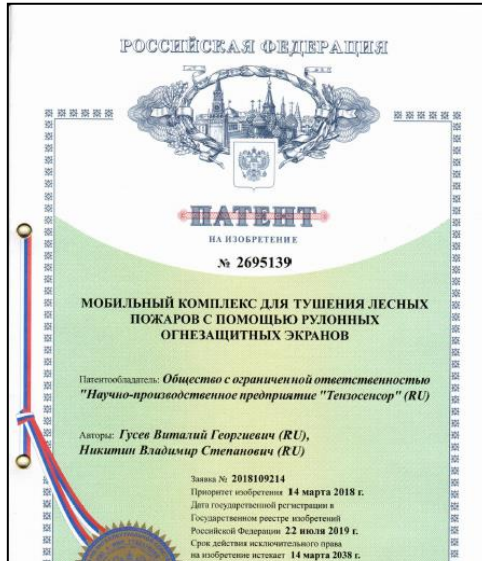 РОССИЙСКАЯ ФЕДЕРАЦИЯ
ПАТЕНТ
НА ИЗОБРЕТЕНИЕ
№ 2695139
МОБИЛЬНЫЙ КОМПЛЕКС ДЛЯ ТУШЕНИЯ ЛЕСНЫХ
ПОЖАРОВ С ПОМОЩЬЮ РУЛОННЫХ
ОГНЕЗАЩИТНЫХ ЭКРАНОВ
Патентообладатель: Общество с ограниченной ответственностью
"Научно-производственное предприятие "Тензосенсор" (RU)
Авторы: Гусев Виталий Георгиевич (RU),
Никитин Владимир Степанович (RU)
Заявка № 2018109214
Приоритет изобретения 14 марта 2018 г.
Дата государственной регистрации в
Государственном реестре изобретений
Российской Федерации 22 июля 2019 г.
Срок действия исключительного права
на изобретение истекает 14 марта 2038 г.